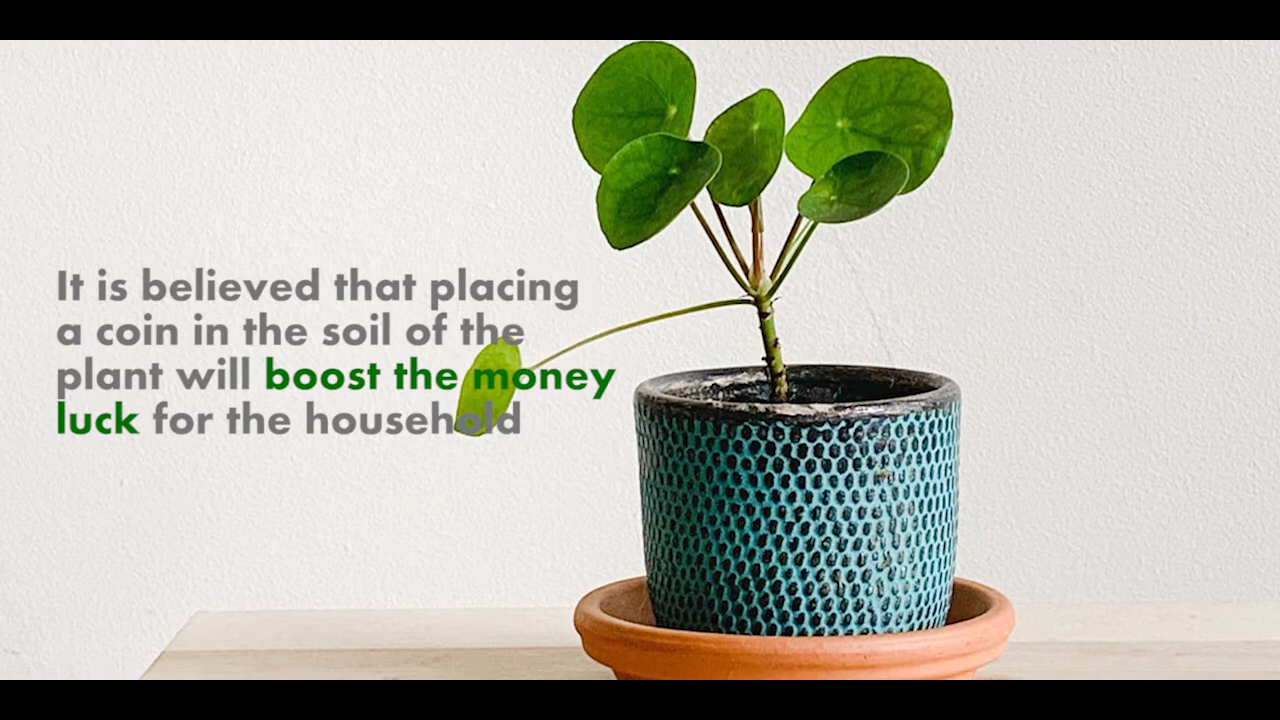 It is believed that placing
a coin in the soil of the
plant will boost the money
luck for the household